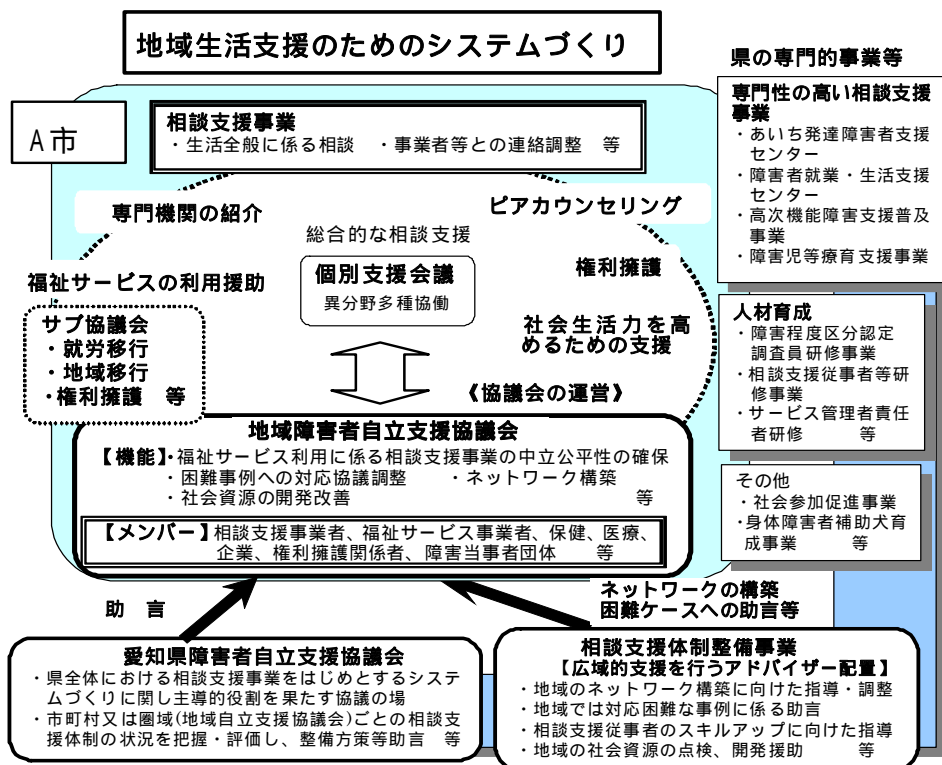 地域生活支援のためのシステムづくり
A市
相談支援事業
・生活全般に係る相談　・事業者等との連絡調整　等
専門機関の紹介
ピアカウンセリング
総合的な相談支援
個別支援会議
異分野多種協働
権利擁護
福祉サービスの利用援助
社会生活力を高
めるための支援
サブ協議会
・就労移行
・地域移行
・権利擁護　等
《協議会の運営》
地域障害者自立支援協議会
【機能】・福祉サービス利用に係る相談支援事業の中立公平性の確保
・困難事例への対応協議調整　　・ネットワーク構築
・社会資源の開発改善　　等
【メンバー】相談支援事業者、福祉サービス事業者、保健、医療、
企業、権利擁護関係者、障害当事者団体　　等
助　言
ネットワークの構築
困難ケースへの助言等
愛知県障害者自立支援協議会
・県全体における相談支援事業をはじめとするシステ
ムづくりに関し主導的役割を果たす協議の場
・市町村又は圏域(地域自立支援協議会)ごとの相談支
援体制の状況を把握・評価し、整備方策等助言　等
相談支援体制整備事業
【広域的支援を行うアドバイザー配置】
・地域のネットワーク構築に向けた指導・調整
・地域では対応困難な事例に係る助言
・相談支援従事者のスキルアップに向けた指導
・地域の社会資源の点検、開発援助　　等
県の専門的事業等
専門性の高い相談支援
事業
・あいち発達障害者支援
センター
・障害者就業・生活支援
センター
・高次機能障害支援普及
事業
・障害児等療育支援事業
人材育成
・障害程度区分認定
調査員研修事業
・相談支援従事者等研
修事業
・サービス管理者責任
者研修　　等
その他
・社会参加促進事業
・身体障害者補助犬育
成事業　　等